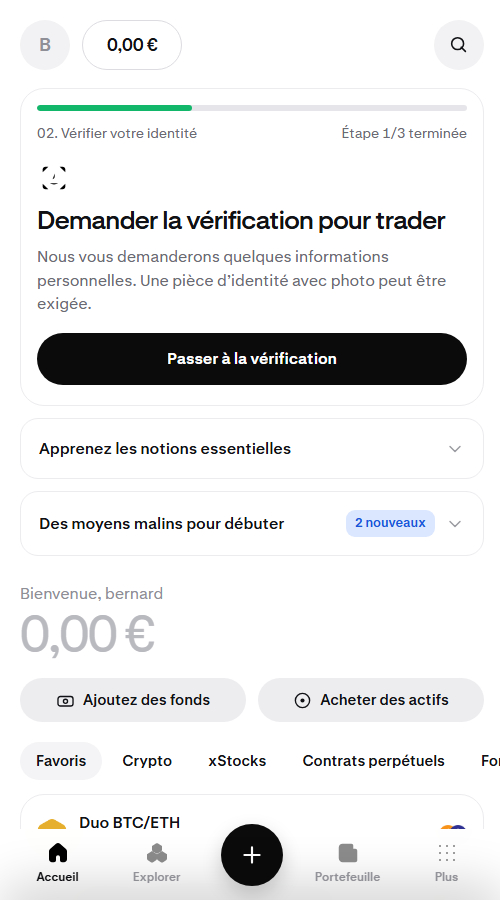 B
0,00 €
02. Vérifier votre identité
Étape 1/3 terminée
Demander la vérification pour trader
Nous vous demanderons quelques informations
personnelles. Une pièce d’identité avec photo peut être
exigée.
Passer à la vérification
Apprenez les notions essentielles
Des moyens malins pour débuter
2 nouveaux
Bienvenue, bernard
0,00 €
Ajoutez des fonds
Acheter des actifs
Favoris
Crypto
xStocks
Contrats perpétuels
Duo BTC/ETH
Accueil
Explorer
Portefeuille
Plus